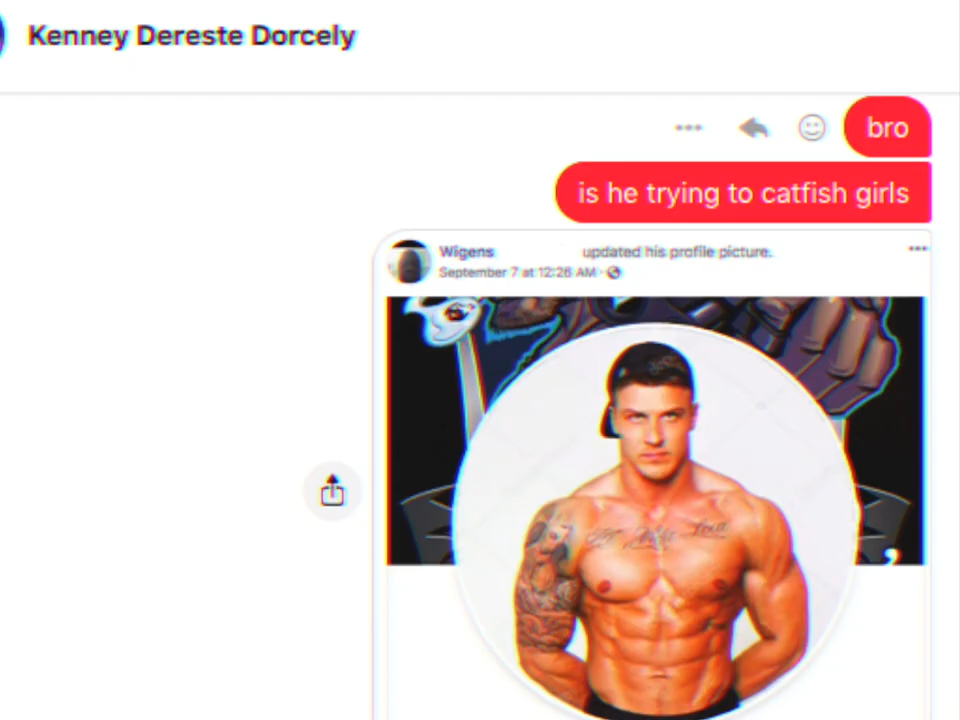 Kenney Dereste Dorcely
bro
is he trying to catfish girls
Wigens updated his profile picture.
September 7 at 12:26 AM ·